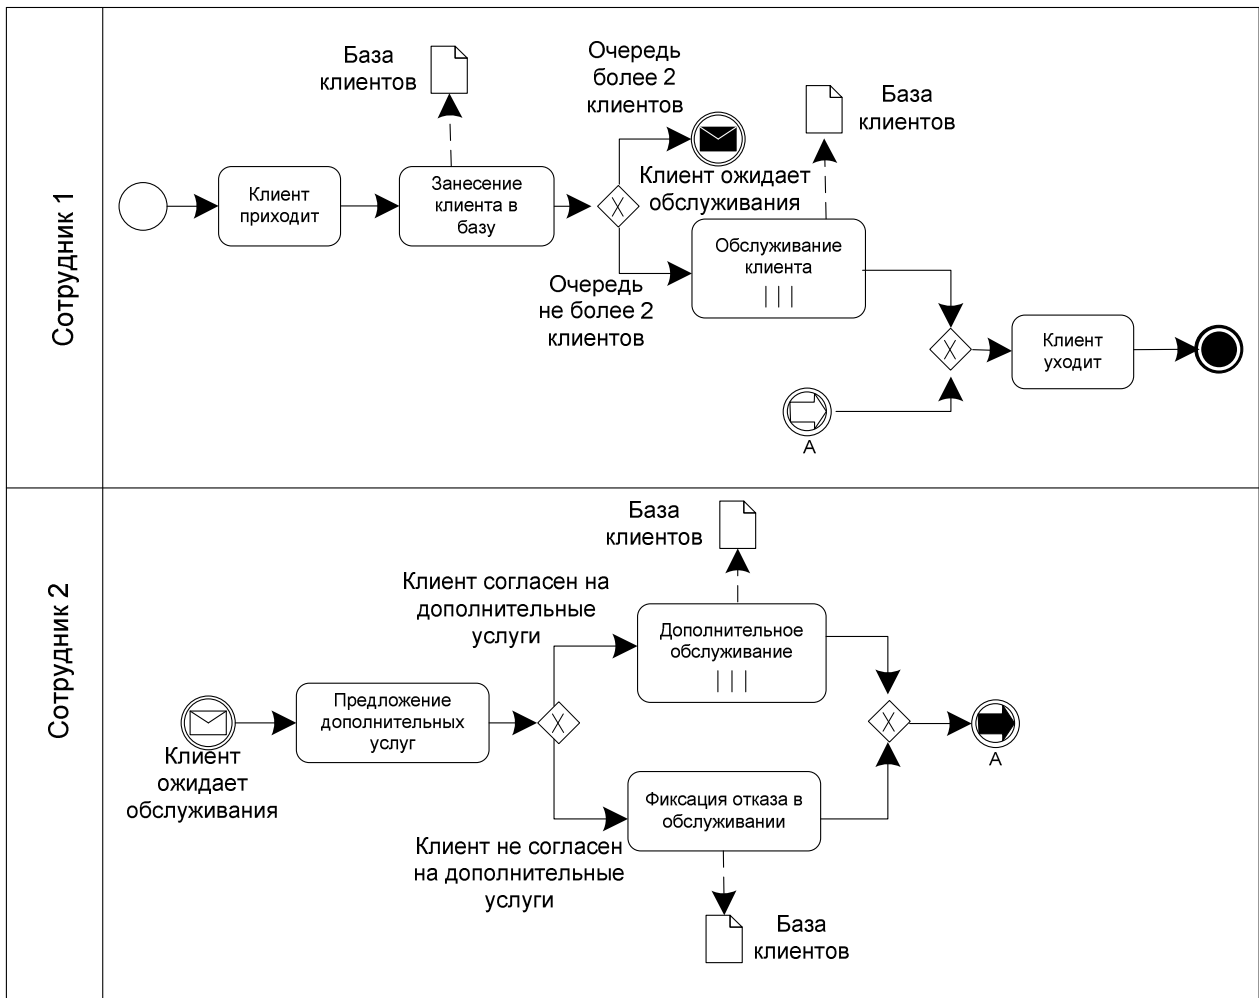 Сотрудник 1
База
клиентов
Очередь
более 2
клиентов
База
клиентов
Клиент
приходит
Занесение
клиента в
базу
X
Клиент ожидает
обслуживания
Обслуживание
клиента
Очередь
не более 2
клиентов
X
Клиент
уходит
A
Сотрудник 2
База
клиентов
Клиент согласен на
дополнительные
услуги
Дополнительное
обслуживание
Предложение
дополнительных
услуг
X
X
A
Клиент
ожидает
обслуживания
Фиксация отказа в
обслуживании
Клиент не согласен
на дополнительные
услуги
База
клиентов